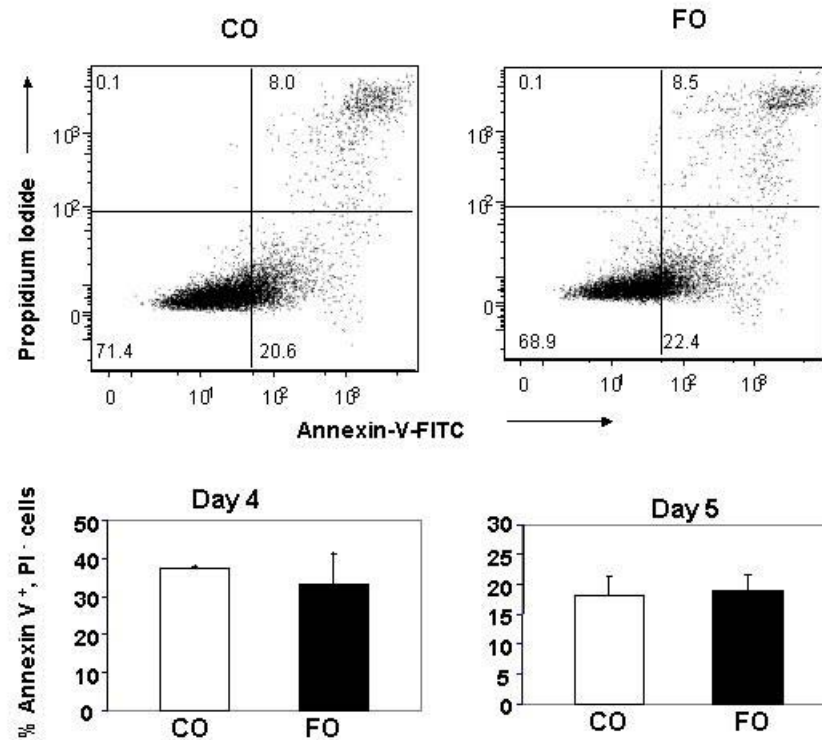 CO
FO
0.1 8.0
0.1 8.5
Propidium Iodide
10³
10²
0
10³
10²
0
71.4 20.6
68.9 22.4
0 10¹ 10² 10³
0 10¹ 10² 10³
Annexin-V-FITC
% Annexin V⁺, PI⁻ cells
Day 4
50
40
30
20
10
0
CO FO
Day 5
30
25
20
15
10
5
0
CO FO